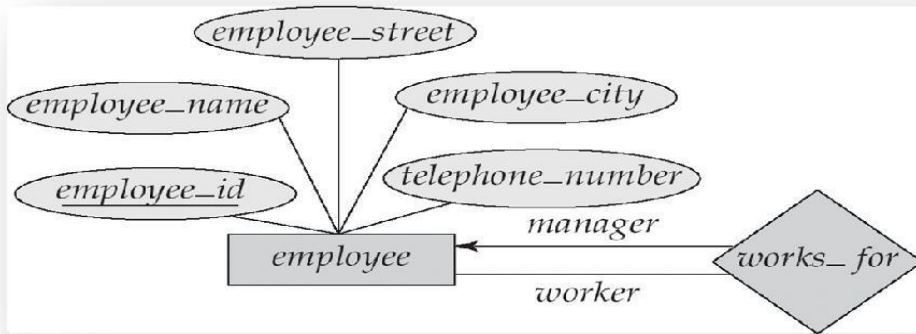 employee_street
employee_name
employee_city
employee_id
telephone_number
manager
employee
works_for
worker